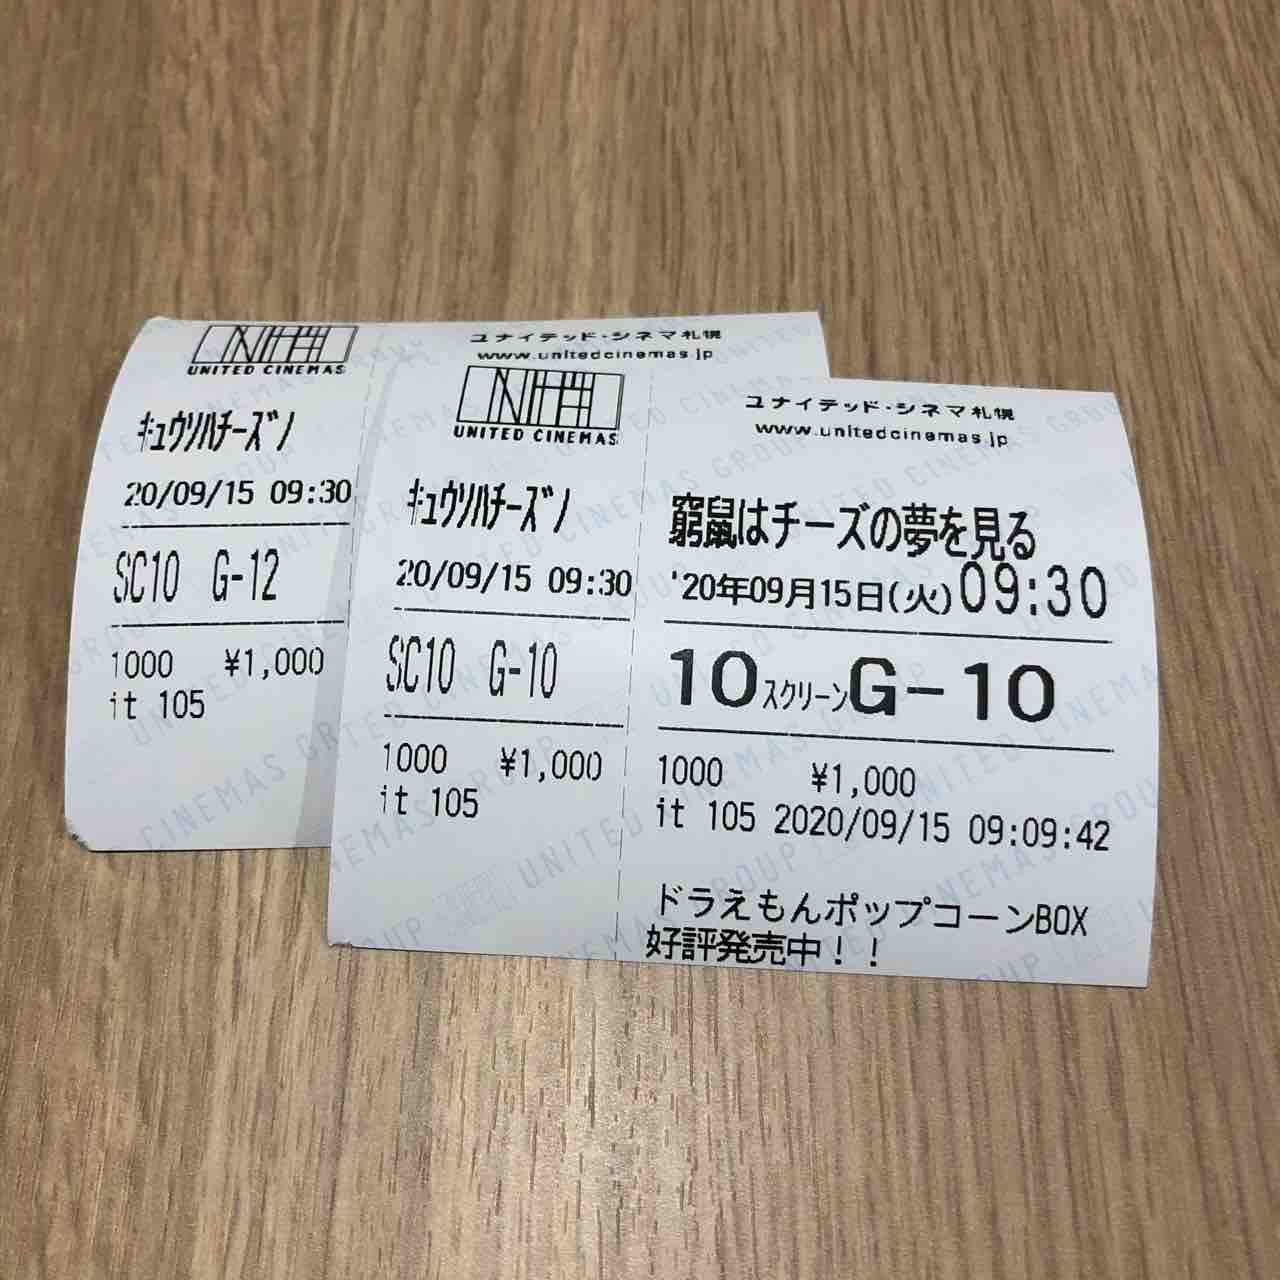 UNITED CINEMAS
キュウソハチーズノ
20/09/15 09:30
SC10 G-12
1000 ¥1,000
it 105
ユナイテッド・シネマ札幌
www.unitedcinemas.jp
UNITED CINEMAS
キュウソハチーズノ
20/09/15 09:30
SC10 G-10
1000 ¥1,000
it 105
ユナイテッド・シネマ札幌
www.unitedcinemas.jp
窮鼠はチーズの夢を見る
'20年09月15日(火) 09:30
10スクリーン G-10
1000 ¥1,000
it 105 2020/09/15 09:09:42
ドラえもんポップコーンBOX
好評発売中！！